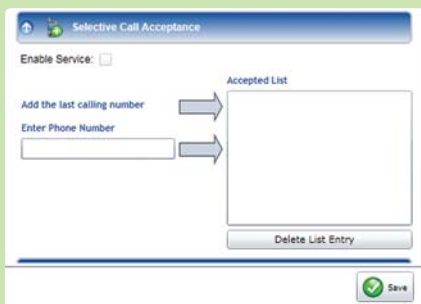 Selective Call Acceptance
Enable Service:
Accepted List
Add the last calling number
Enter Phone Number
Delete List Entry
Save